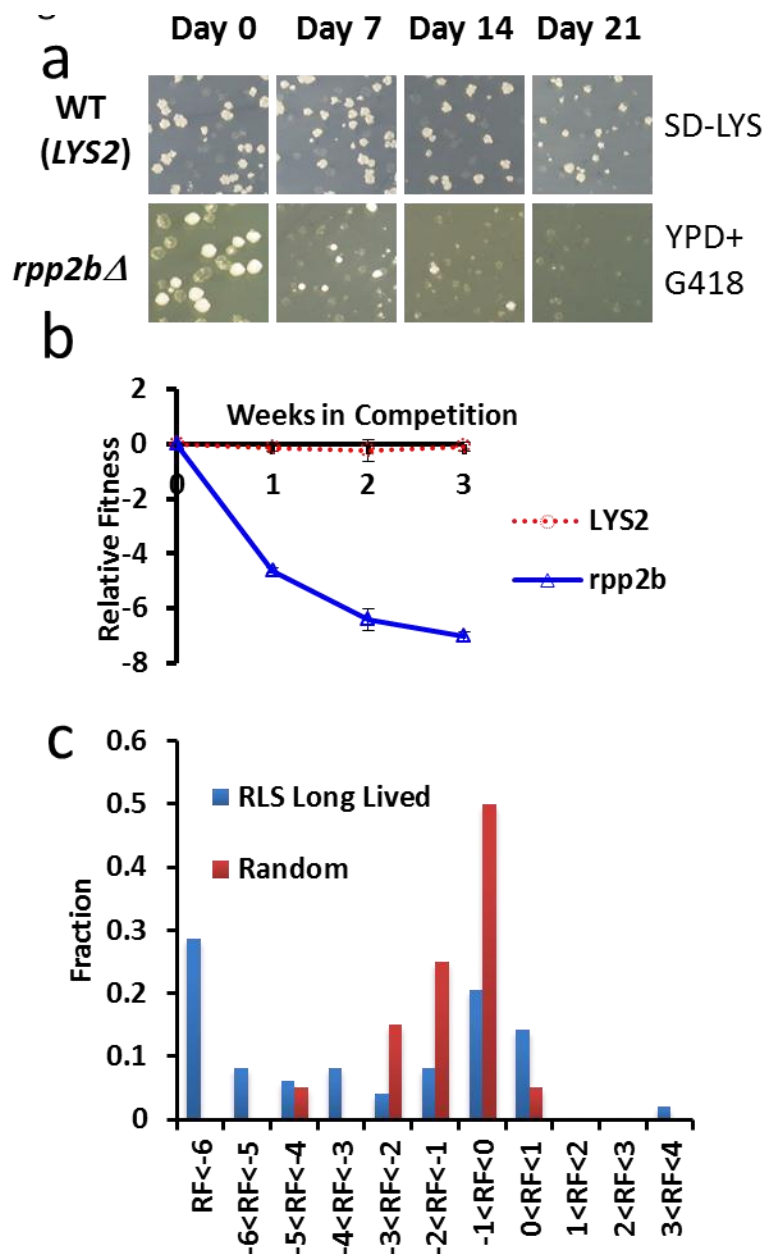 Day 0 Day 7 Day 14 Day 21
a
WT
(LYS2)
SD-LYS
rpp2bΔ
YPD+
G418
b
Weeks in Competition
Relative Fitness
2
0
-2
-4
-6
-8
0 1 2 3
LYS2
rpp2b
c
Fraction
0.6
0.5
0.4
0.3
0.2
0.1
0
RLS Long Lived
Random
RF<-6
-6<RF<-5
-5<RF<-4
-4<RF<-3
-3<RF<-2
-2<RF<-1
-1<RF<0
0<RF<1
1<RF<2
2<RF<3
3<RF<4